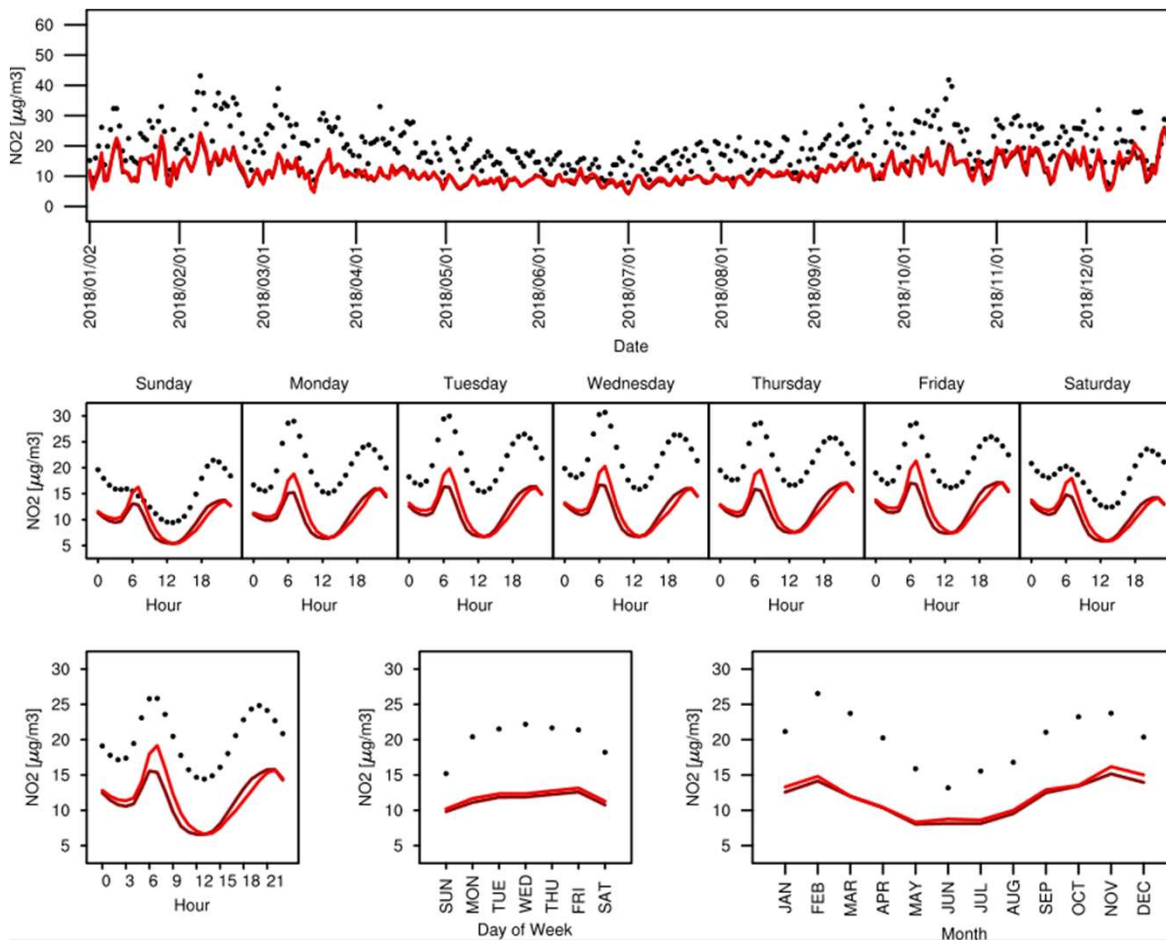 NO2 [µg/m3]
60
50
40
30
20
10
0
2018/01/02
2018/02/01
2018/03/01
2018/04/01
2018/05/01
2018/06/01
2018/07/01
2018/08/01
2018/09/01
2018/10/01
2018/11/01
2018/12/01
Date
Sunday Monday Tuesday Wednesday Thursday Friday Saturday
NO2 [µg/m3]
30
25
20
15
10
5
0 6 12 18 0 6 12 18 0 6 12 18 0 6 12 18 0 6 12 18 0 6 12 18 0 6 12 18
Hour Hour Hour Hour Hour Hour Hour
NO2 [µg/m3]
30
25
20
15
10
5
0 3 6 9 12 15 18 21
Hour
NO2 [µg/m3]
30
25
20
15
10
5
SUN
MON
TUE
WED
THU
FRI
SAT
Day of Week
NO2 [µg/m3]
30
25
20
15
10
5
JAN
FEB
MAR
APR
MAY
JUN
JUL
AUG
SEP
OCT
NOV
DEC
Month